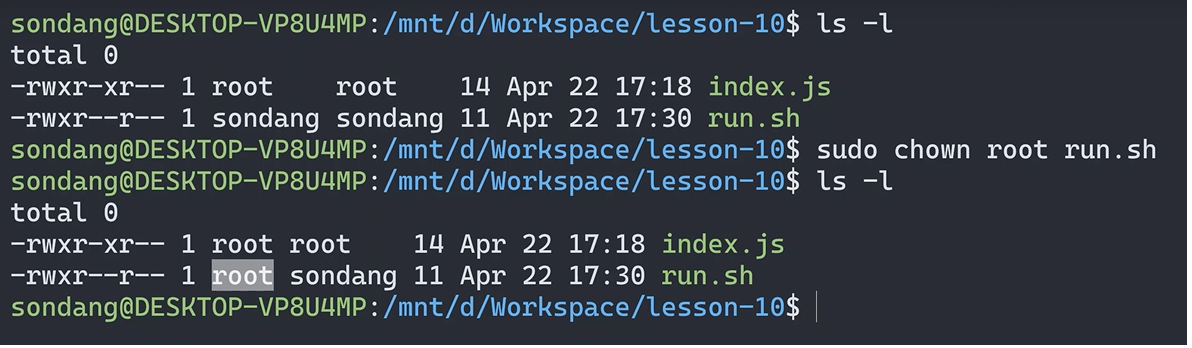 sondang@DESKTOP-VP8U4MP:/mnt/d/Workspace/lesson-10$ ls -l
total 0
-rwxr-xr-- 1 root    root    14 Apr 22 17:18 index.js
-rwxr--r-- 1 sondang sondang 11 Apr 22 17:30 run.sh
sondang@DESKTOP-VP8U4MP:/mnt/d/Workspace/lesson-10$ sudo chown root run.sh
sondang@DESKTOP-VP8U4MP:/mnt/d/Workspace/lesson-10$ ls -l
total 0
-rwxr-xr-- 1 root root    14 Apr 22 17:18 index.js
-rwxr--r-- 1 root sondang 11 Apr 22 17:30 run.sh
sondang@DESKTOP-VP8U4MP:/mnt/d/Workspace/lesson-10$